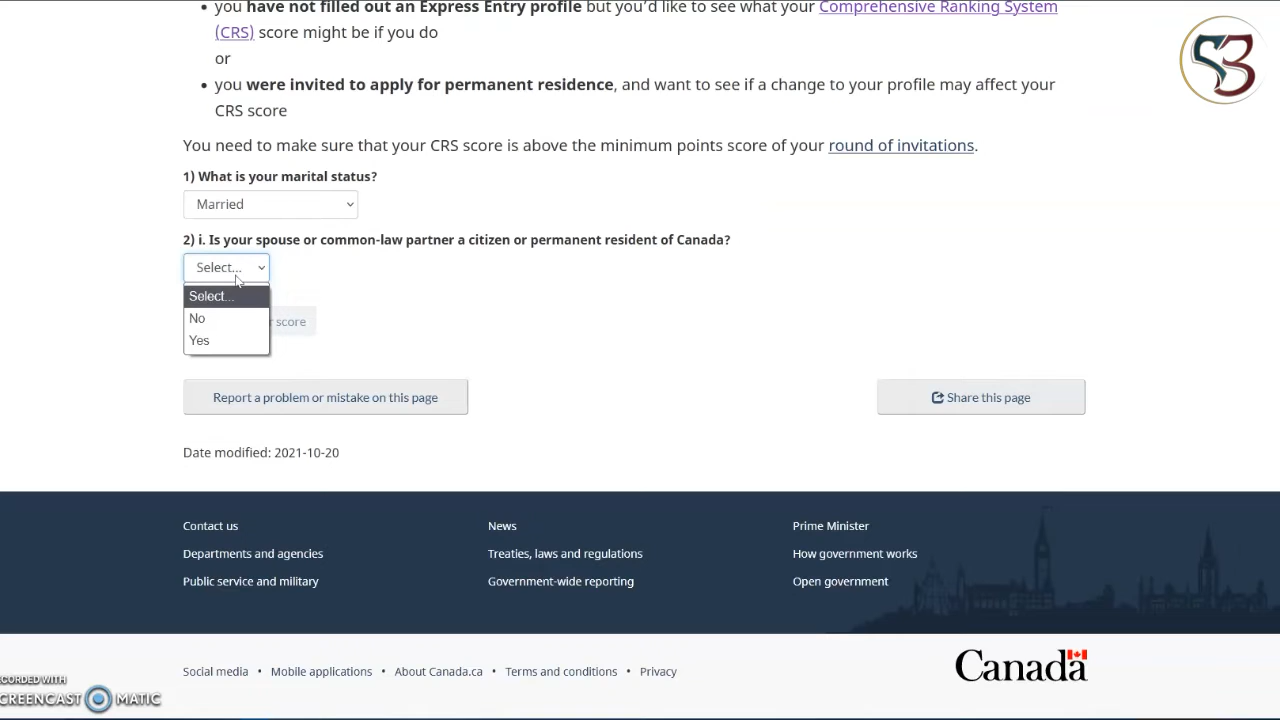 you have not filled out an Express Entry profile but you'd like to see what your Comprehensive Ranking System
(CRS) score might be if you do
or
you were invited to apply for permanent residence, and want to see if a change to your profile may affect your
CRS score
You need to make sure that your CRS score is above the minimum points score of your round of invitations.
1) What is your marital status?
Married
2) i. Is your spouse or common-law partner a citizen or permanent resident of Canada?
Select...
Select...
No
score
Yes
Report a problem or mistake on this page
Share this page
Date modified: 2021-10-20
Contact us
News
Prime Minister
Departments and agencies
Treaties, laws and regulations
How government works
Public service and military
Government-wide reporting
Open government
Social media • Mobile applications • About Canada.ca • Terms and conditions • Privacy
Canada
CORDED WITH
CREENCAST MATIC